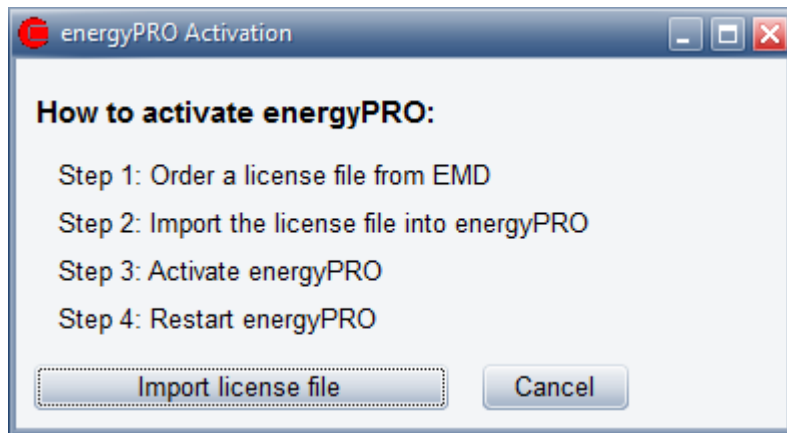 energyPRO Activation
How to activate energyPRO:
Step 1: Order a license file from EMD
Step 2: Import the license file into energyPRO
Step 3: Activate energyPRO
Step 4: Restart energyPRO
Import license file Cancel